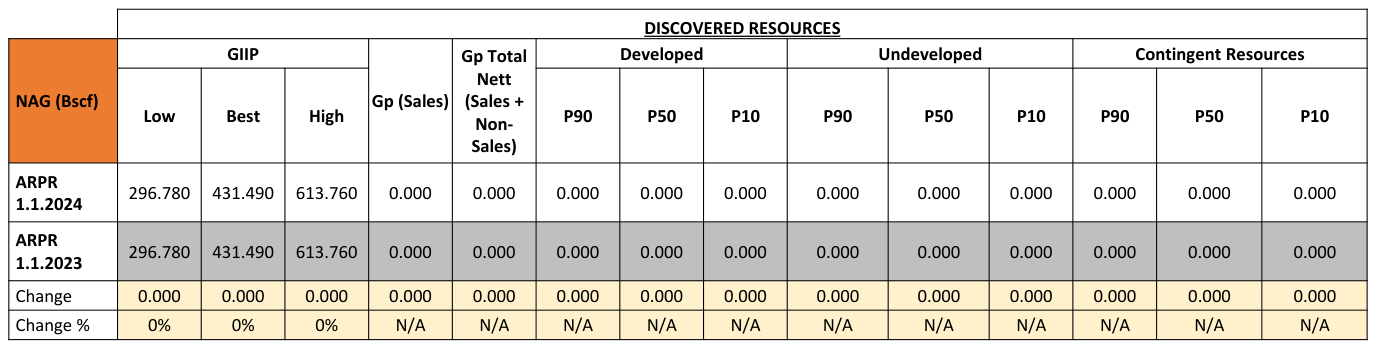 DISCOVERED RESOURCES
NAG (Bscf) GIIP Gp (Sales) Gp Total Nett (Sales + Non-Sales) Developed Undeveloped Contingent Resources
Low Best High P90 P50 P10 P90 P50 P10 P90 P50 P10
ARPR 1.1.2024 296.780 431.490 613.760 0.000 0.000 0.000 0.000 0.000 0.000 0.000 0.000 0.000 0.000 0.000
ARPR 1.1.2023 296.780 431.490 613.760 0.000 0.000 0.000 0.000 0.000 0.000 0.000 0.000 0.000 0.000 0.000
Change 0.000 0.000 0.000 0.000 0.000 0.000 0.000 0.000 0.000 0.000 0.000 0.000 0.000 0.000
Change % 0% 0% 0% N/A N/A N/A N/A N/A N/A N/A N/A N/A N/A N/A